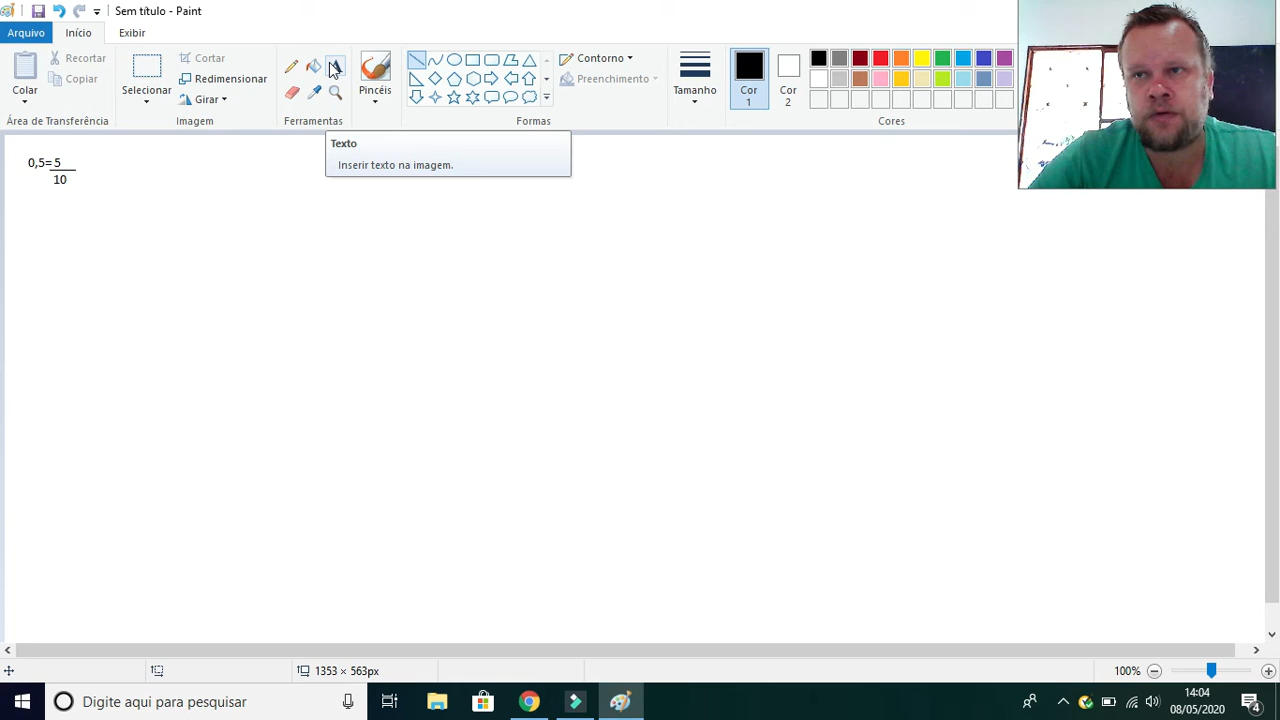 Sem título - Paint
Arquivo Início Exibir
Colar Recortar Copiar
Selecionar Cortar Redimensionar Girar
Pincéis
Contorno Preenchimento
Tamanho
Cor 1
Cor 2
Área de Transferência Imagem Ferramentas Formas Cores
Texto
Inserir texto na imagem.
0,5=5
10
1353 × 563px 100%
Digite aqui para pesquisar
14:04
08/05/2020
4